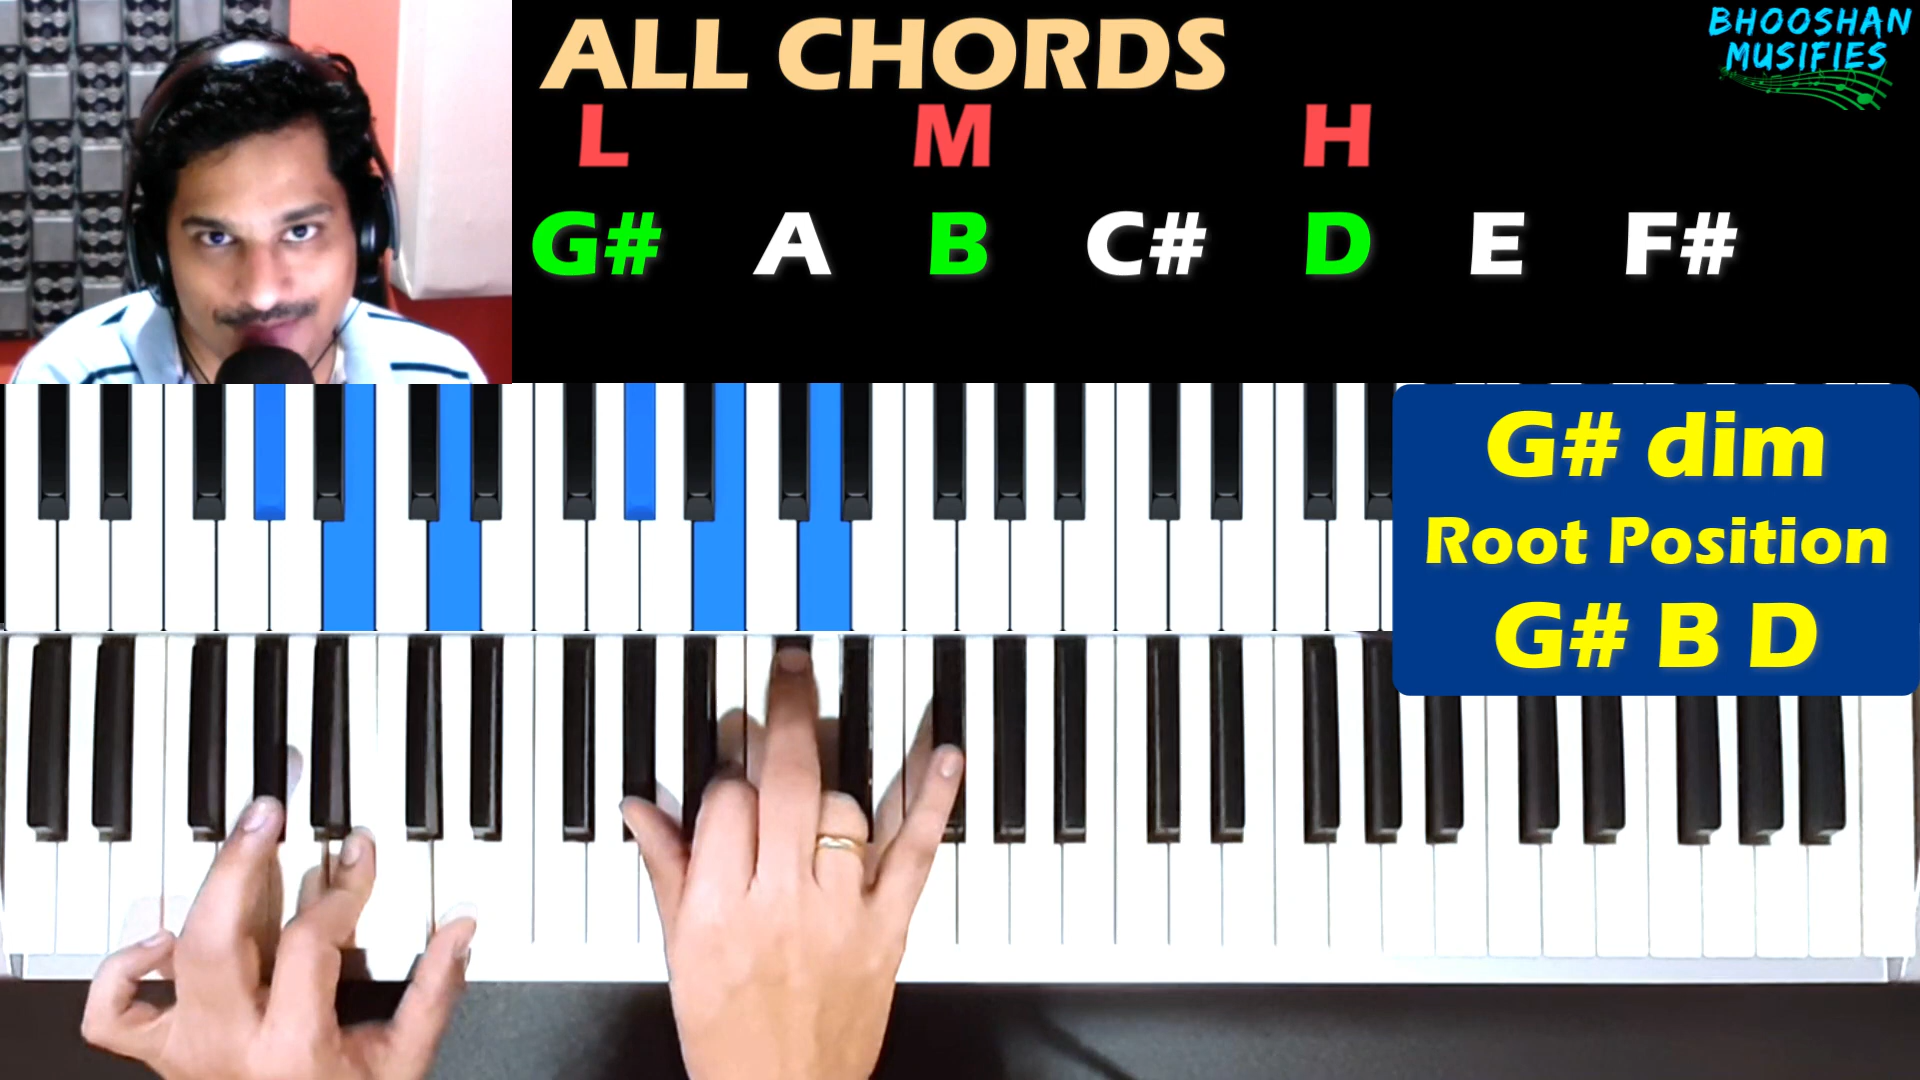 ALL CHORDS
BHOOSHAN
MUSIFIES
L M H
G# A B C# D E F#
G# dim
Root Position
G# B D